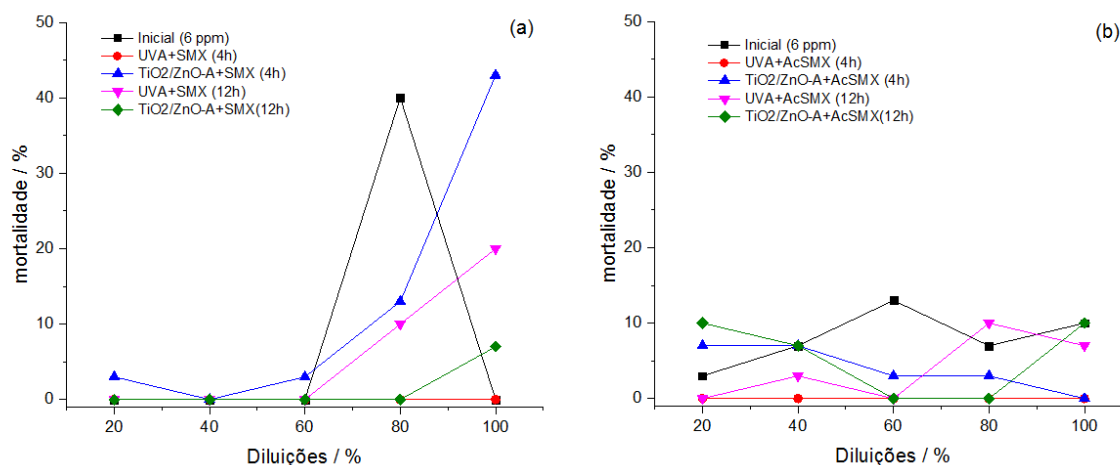 (a)
Inicial (6 ppm)
UVA+SMX (4h)
TiO2/ZnO-A+SMX (4h)
UVA+SMX (12h)
TiO2/ZnO-A+SMX(12h)
mortalidade / %
50
40
30
20
10
0
20 40 60 80 100
Diluições / %
(b)
Inicial (6 ppm)
UVA+AcSMX (4h)
TiO2/ZnO-A+AcSMX (4h)
UVA+AcSMX (12h)
TiO2/ZnO-A+AcSMX(12h)
mortalidade / %
50
40
30
20
10
0
20 40 60 80 100
Diluições / %